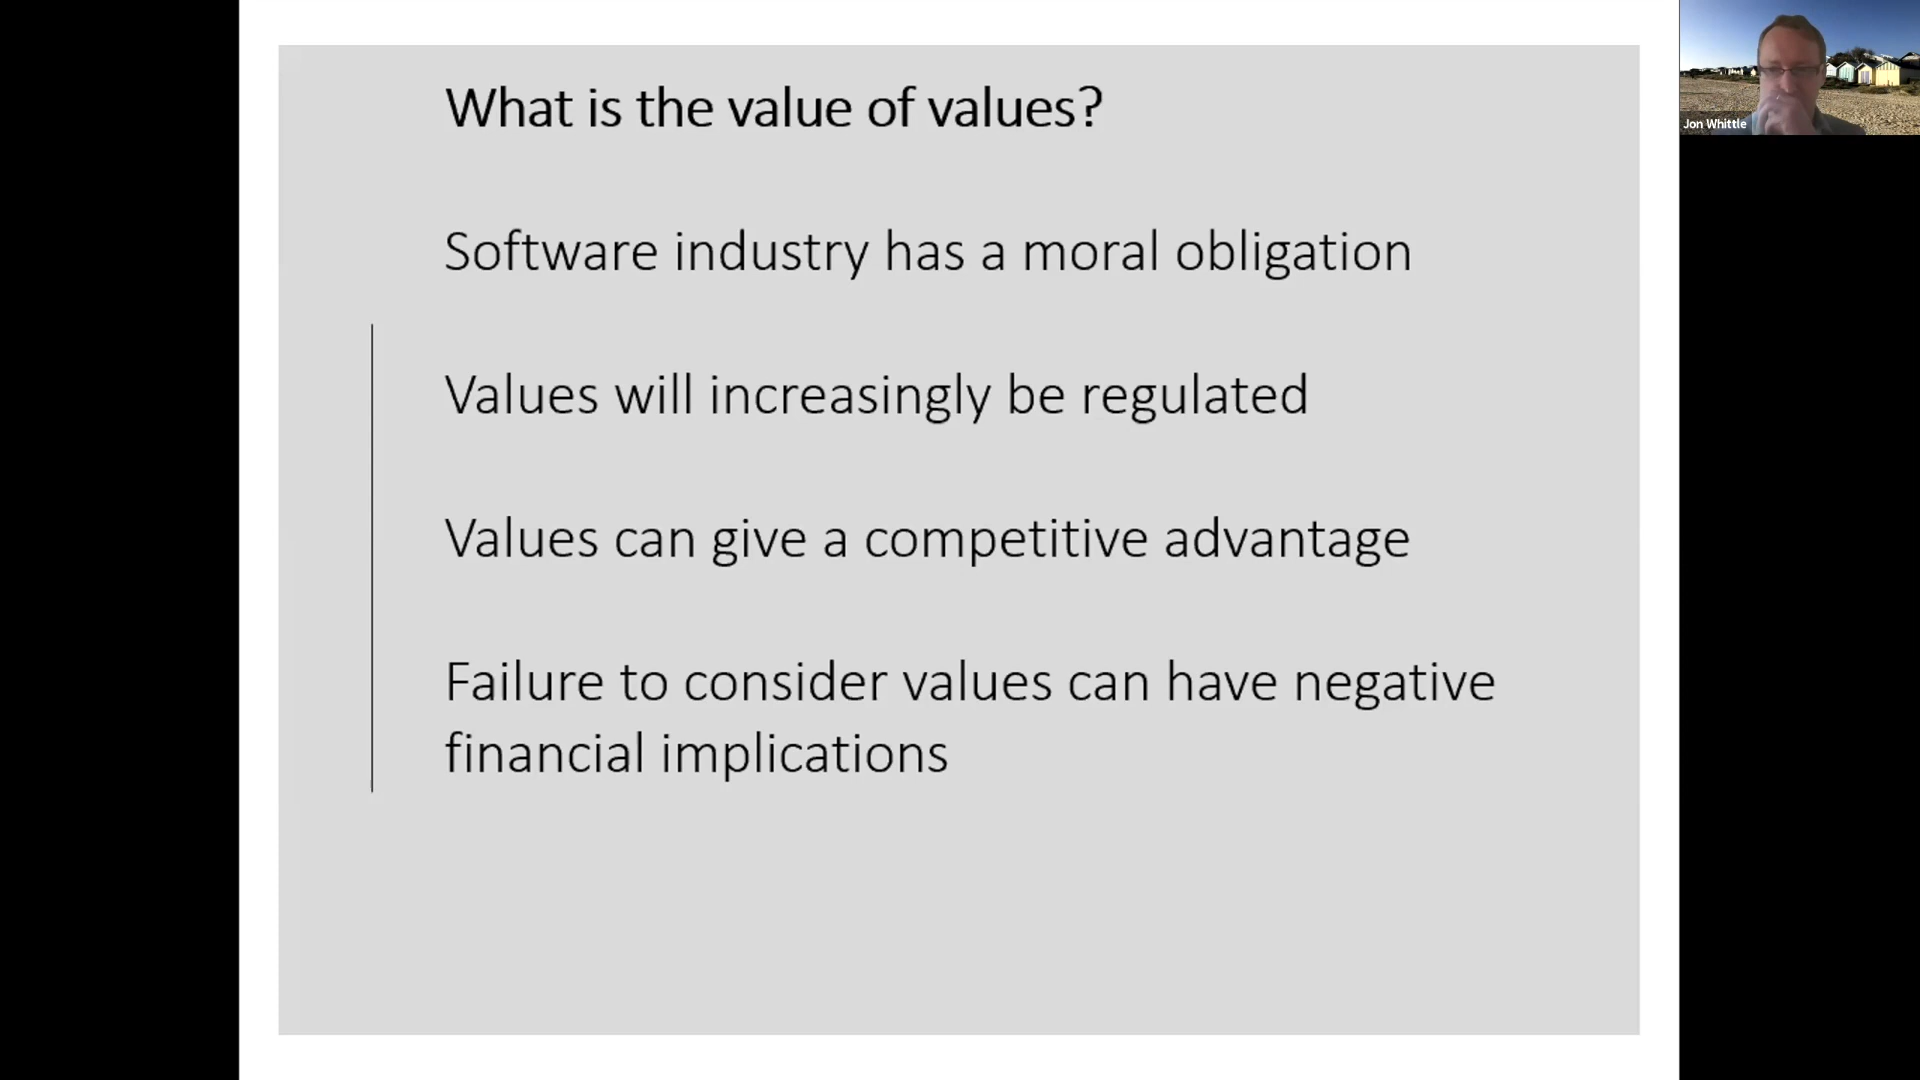 What is the value of values?
Software industry has a moral obligation
Values will increasingly be regulated
Values can give a competitive advantage
Failure to consider values can have negative
financial implications
Jon Whittle